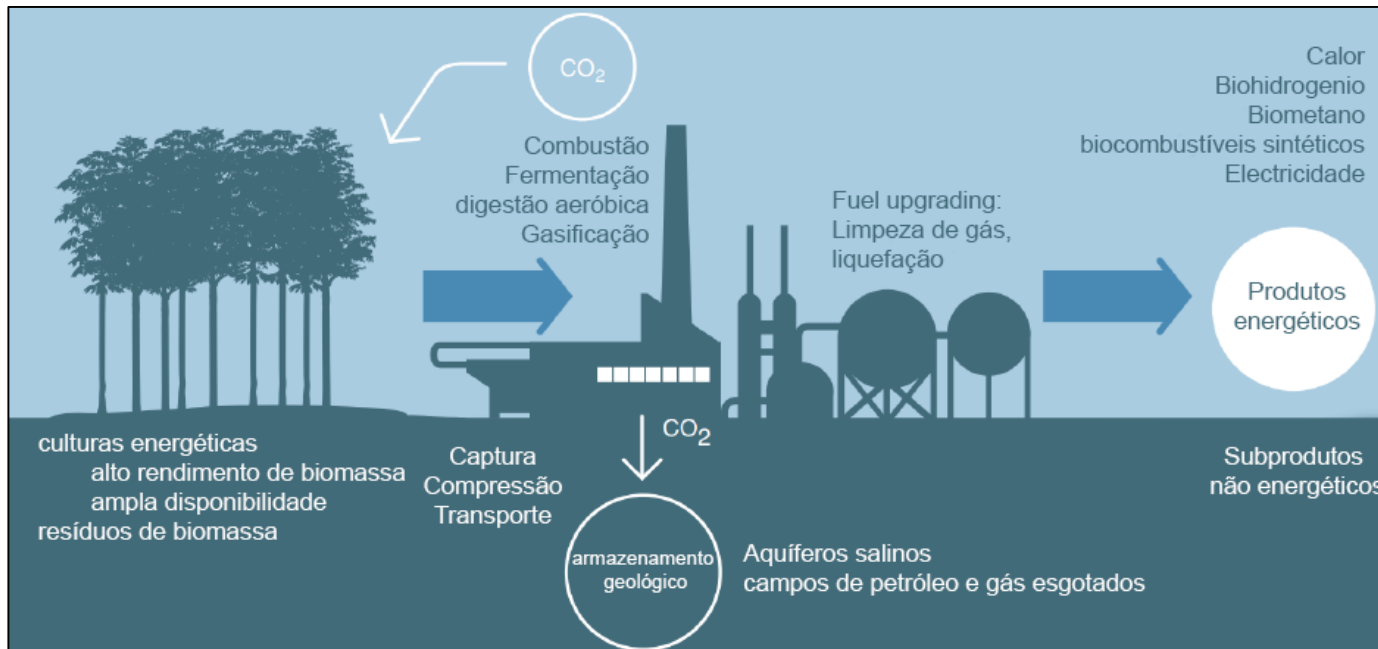 CO₂
Combustão
Fermentação
digestão aeróbica
Gasificação
Fuel upgrading:
Limpeza de gás,
liquefação
Calor
Biohidrogenio
Biometano
biocombustíveis sintéticos
Electricidade
Produtos
energéticos
culturas energéticas
alto rendimento de biomassa
ampla disponibilidade
resíduos de biomassa
Captura
Compressão
Transporte
CO₂
armazenamento
geológico
Aquíferos salinos
campos de petróleo e gás esgotados
Subprodutos
não energéticos